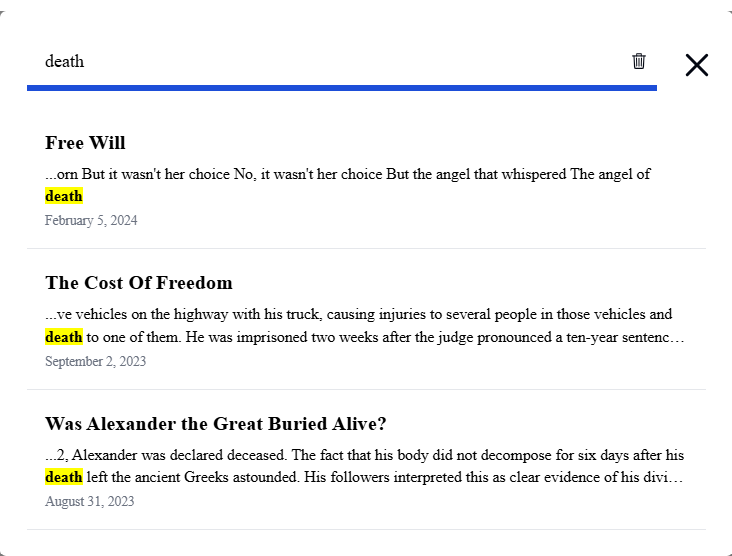 death
Free Will
...orn But it wasn't her choice No, it wasn't her choice But the angel that whispered The angel of
death
February 5, 2024
The Cost Of Freedom
...ve vehicles on the highway with his truck, causing injuries to several people in those vehicles and
death to one of them. He was imprisoned two weeks after the judge pronounced a ten-year sentenc...
September 2, 2023
Was Alexander the Great Buried Alive?
...2, Alexander was declared deceased. The fact that his body did not decompose for six days after his
death left the ancient Greeks astounded. His followers interpreted this as clear evidence of his divi...
August 31, 2023